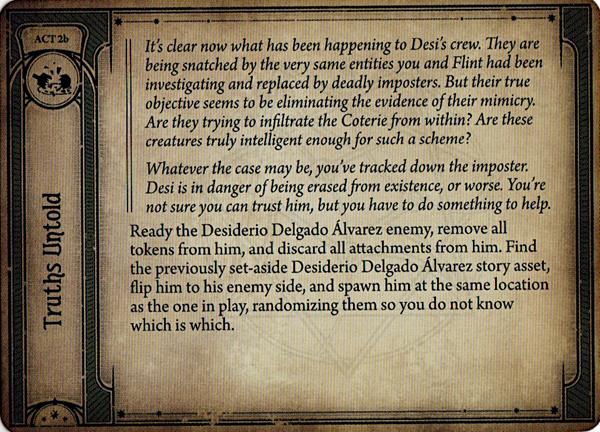 ACT 2b
Truths Untold
It's clear now what has been happening to Desi's crew. They are
being snatched by the very same entities you and Flint had been
investigating and replaced by deadly imposters. But their true
objective seems to be eliminating the evidence of their mimicry.
Are they trying to infiltrate the Coterie from within? Are these
creatures truly intelligent enough for such a scheme?
Whatever the case may be, you've tracked down the imposter.
Desi is in danger of being erased from existence, or worse. You're
not sure you can trust him, but you have to do something to help.
Ready the Desiderio Delgado Álvarez enemy, remove all
tokens from him, and discard all attachments from him. Find
the previously set-aside Desiderio Delgado Álvarez story asset,
flip him to his enemy side, and spawn him at the same location
as the one in play, randomizing them so you do not know
which is which.